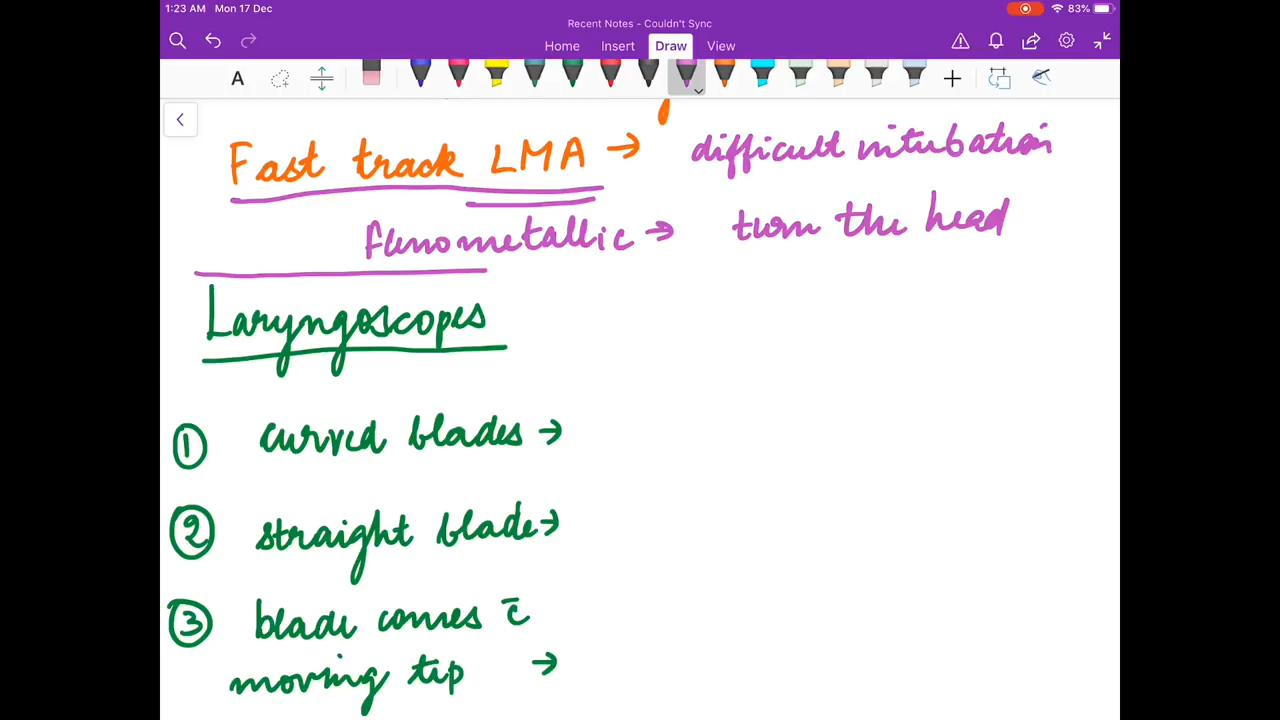 1:23 AM Mon 17 Dec
83%
Recent Notes - Couldn't Sync
Home Insert Draw View
A
Fast track LMA → difficult intubation
→ turn the head
Laryngoscopes
① curved blades →
② straight blade →
③ blade comes c̄
moving tip →